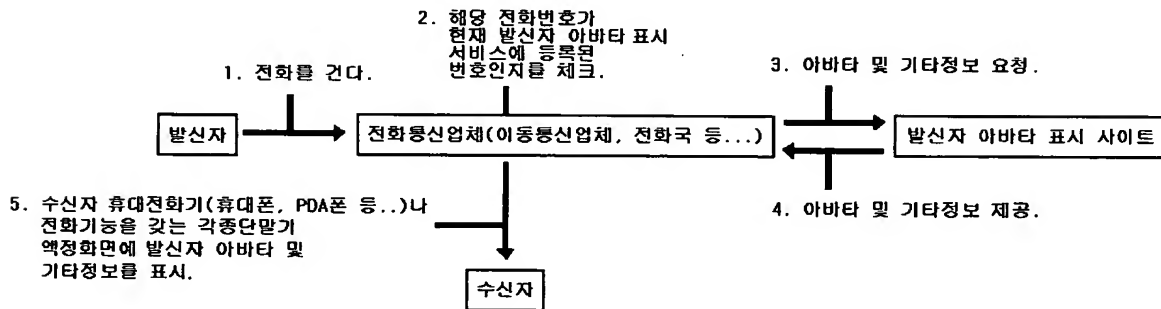 2. 해당 전화번호가
현재 발신자 아바타 표시
서비스에 등록된
번호인지를 체크.
1. 전화를 건다.
3. 아바타 및 기타정보 요청.
발신자
전화통신업체(이동통신업체, 전화국 등...)
발신자 아바타 표시 사이트
5. 수신자 휴대전화기(휴대폰, PDA폰 등..)나
전화기능을 갖는 각종단말기
액정화면에 발신자 아바타 및
기타정보를 표시.
4. 아바타 및 기타정보 제공.
수신자